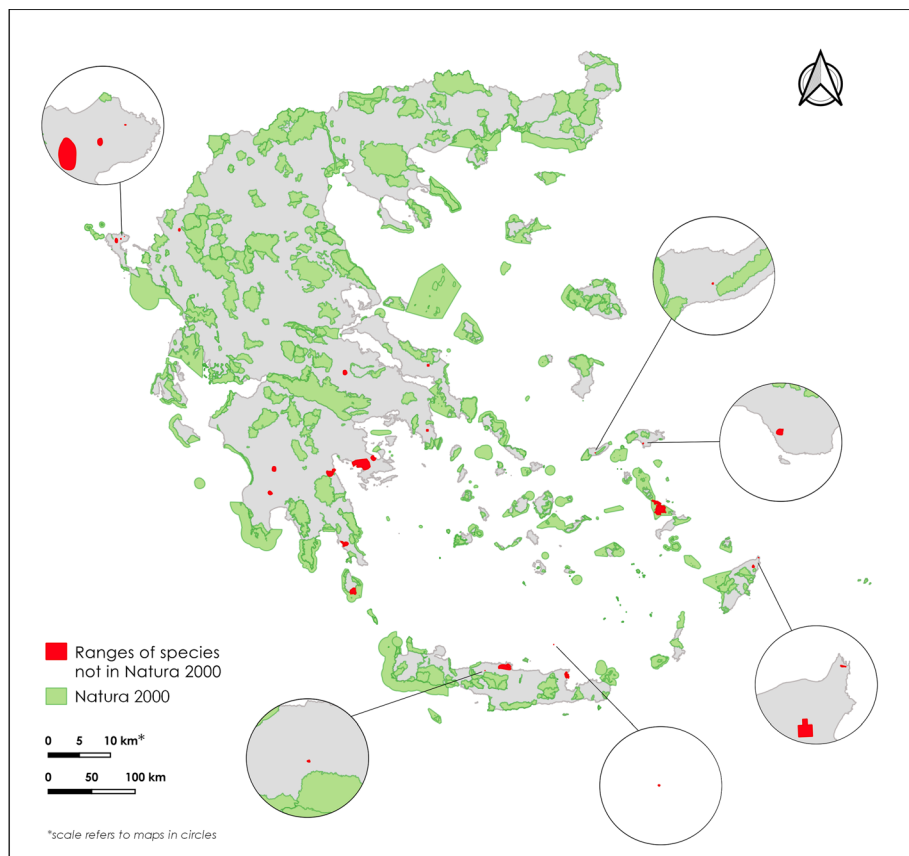 Ranges of species
not in Natura 2000
Natura 2000
0 5 10 km*
0 50 100 km
*scale refers to maps in circles